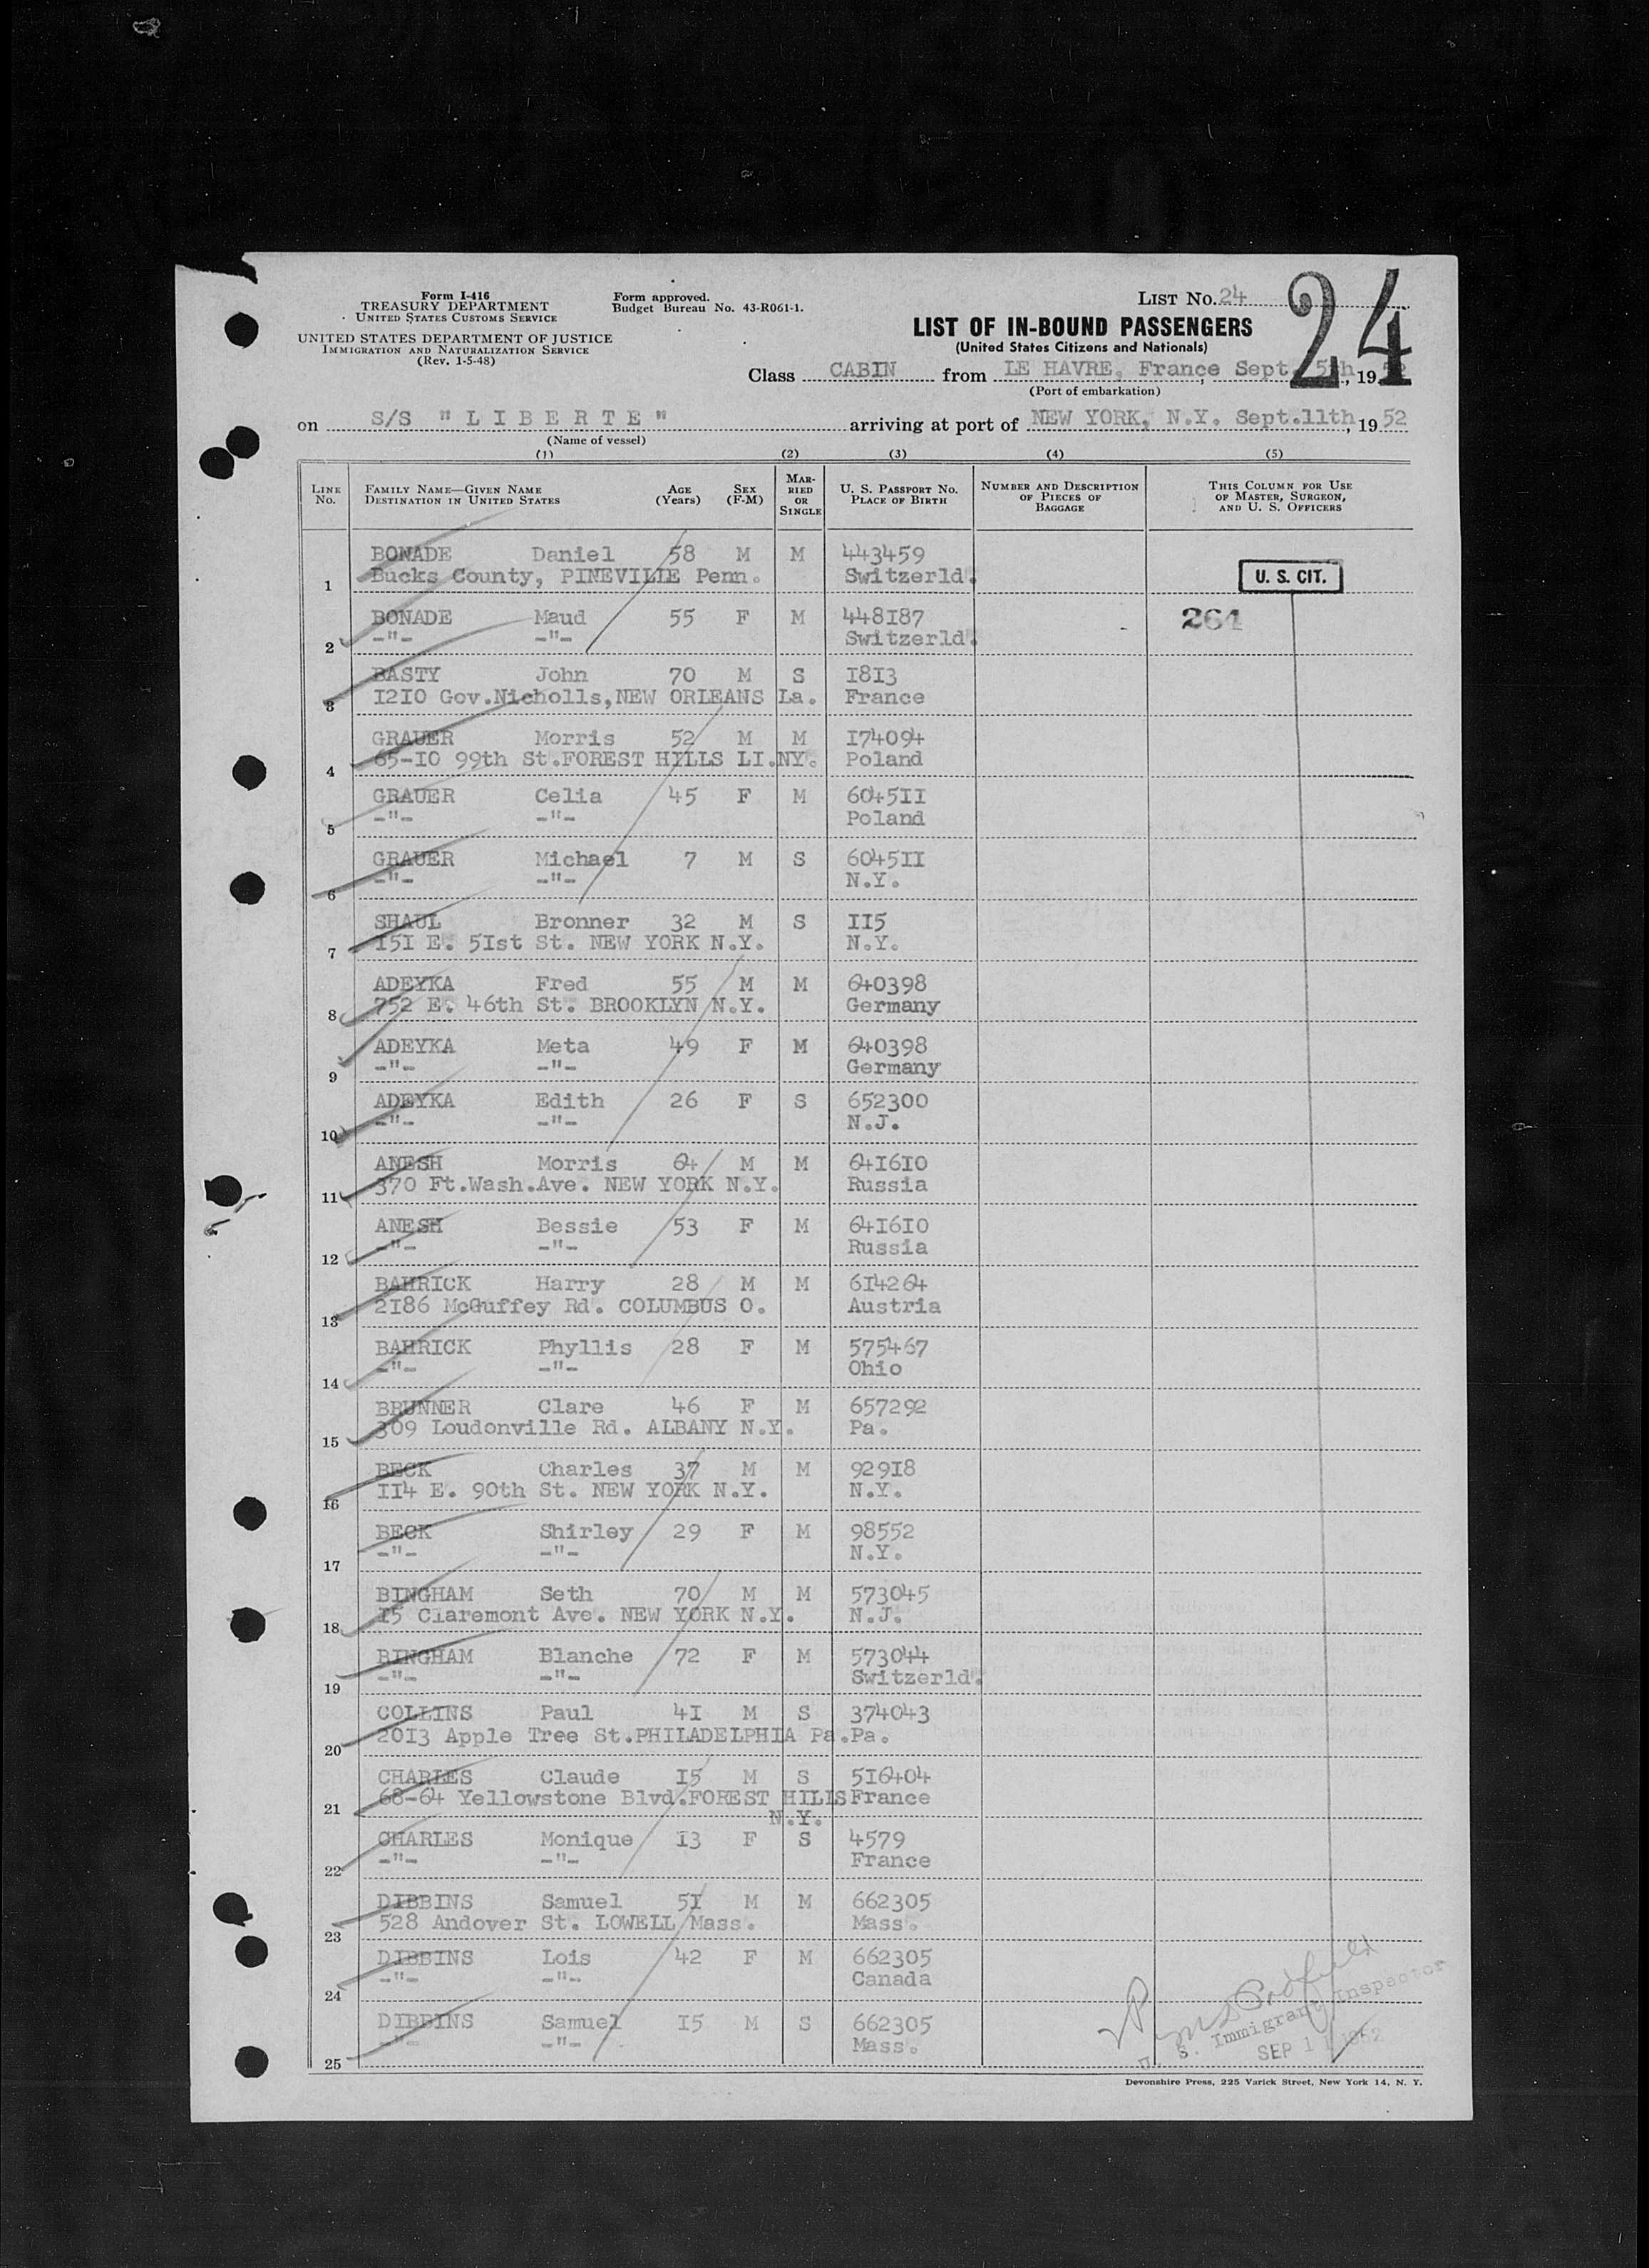 Form I-416
TREASURY DEPARTMENT
UNITED STATES CUSTOMS SERVICE
UNITED STATES DEPARTMENT OF JUSTICE
IMMIGRATION AND NATURALIZATION SERVICE
(Rev. 1-5-48)
Form approved.
Budget Bureau No. 43-R061-1.
LIST NO. 24
24
LIST OF IN-BOUND PASSENGERS
(United States Citizens and Nationals)
Class CABIN from LE HAVRE, France, Sept. 5th, 1952
(Port of embarkation)
on S/S "LIBERTE" arriving at port of NEW YORK, N.Y. Sept.11th, 1952
(Name of vessel)
(1) (2) (3) (4) (5)
LINE NO. FAMILY NAME—GIVEN NAME DESTINATION IN UNITED STATES AGE (Years) SEX (F-M) MARRIED OR SINGLE U. S. PASSPORT NO. PLACE OF BIRTH NUMBER AND DESCRIPTION OF PIECES OF BAGGAGE THIS COLUMN FOR USE OF MASTER, SURGEON, AND U. S. OFFICERS
BONADE Daniel 58 M M 443459
1 Bucks County, PINEVILLE Penn. Switzerld. U. S. CIT.
BONADE Maud 55 F M 448187 264
2 -"- -"- Switzerld.
BASTY John 70 M S 1813
3 1210 Gov.Nicholls,NEW ORLEANS La. France
GRAUER Morris 52 M M 174094
4 65-10 99th St.FOREST HILLS LI.NY. Poland
GRAUER Celia 45 F M 604511
5 -"- -"- Poland
GRAUER Michael 7 M S 604511
6 -"- -"- N.Y.
SHAUL Bronner 32 M S 115
7 151 E. 51st St. NEW YORK N.Y. N.Y.
ADEYKA Fred 55 M M 640398
8 752 E. 46th St. BROOKLYN N.Y. Germany
ADEYKA Meta 49 F M 640398
9 -"- -"- Germany
ADEYKA Edith 26 F S 652300
10 -"- -"- N.J.
ANESH Morris 64 M M 641610
11 370 Ft.Wash.Ave. NEW YORK N.Y. Russia
ANESH Bessie 53 F M 641610
12 -"- -"- Russia
BAHRICK Harry 28 M M 614264
13 2186 McGuffey Rd. COLUMBUS O. Austria
BAHRICK Phyllis 28 F M 575467
14 -"- -"- Ohio
BRUNNER Clare 46 F M 657292
15 309 Loudonville Rd. ALBANY N.Y. Pa.
BECK Charles 37 M M 92918
16 114 E. 90th St. NEW YORK N.Y. N.Y.
BECK Shirley 29 F M 98552
17 -"- -"- N.Y.
BINGHAM Seth 70 M M 573045
18 15 Claremont Ave. NEW YORK N.Y. N.J.
BINGHAM Blanche 72 F M 573044
19 -"- -"- Switzerld.
COLLINS Paul 41 M S 374043
20 2013 Apple Tree St.PHILADELPHIA Pa. Pa.
CHARLES Claude 15 M S 516404
21 68-64 Yellowstone Blvd.FOREST HILLS France
N.Y.
CHARLES Monique 13 F S 4579
22 -"- -"- France
DIBBINS Samuel 51 M M 662305
23 528 Andover St. LOWELL Mass. Mass.
DIBBINS Lois 42 F M 662305
24 -"- -"- Canada
DIBBINS Samuel 15 M S 662305
25 -"- -"- Mass.
U. S. Immigrant Inspector
SEP 11 1952
Devonshire Press, 225 Varick Street, New York 14, N. Y.